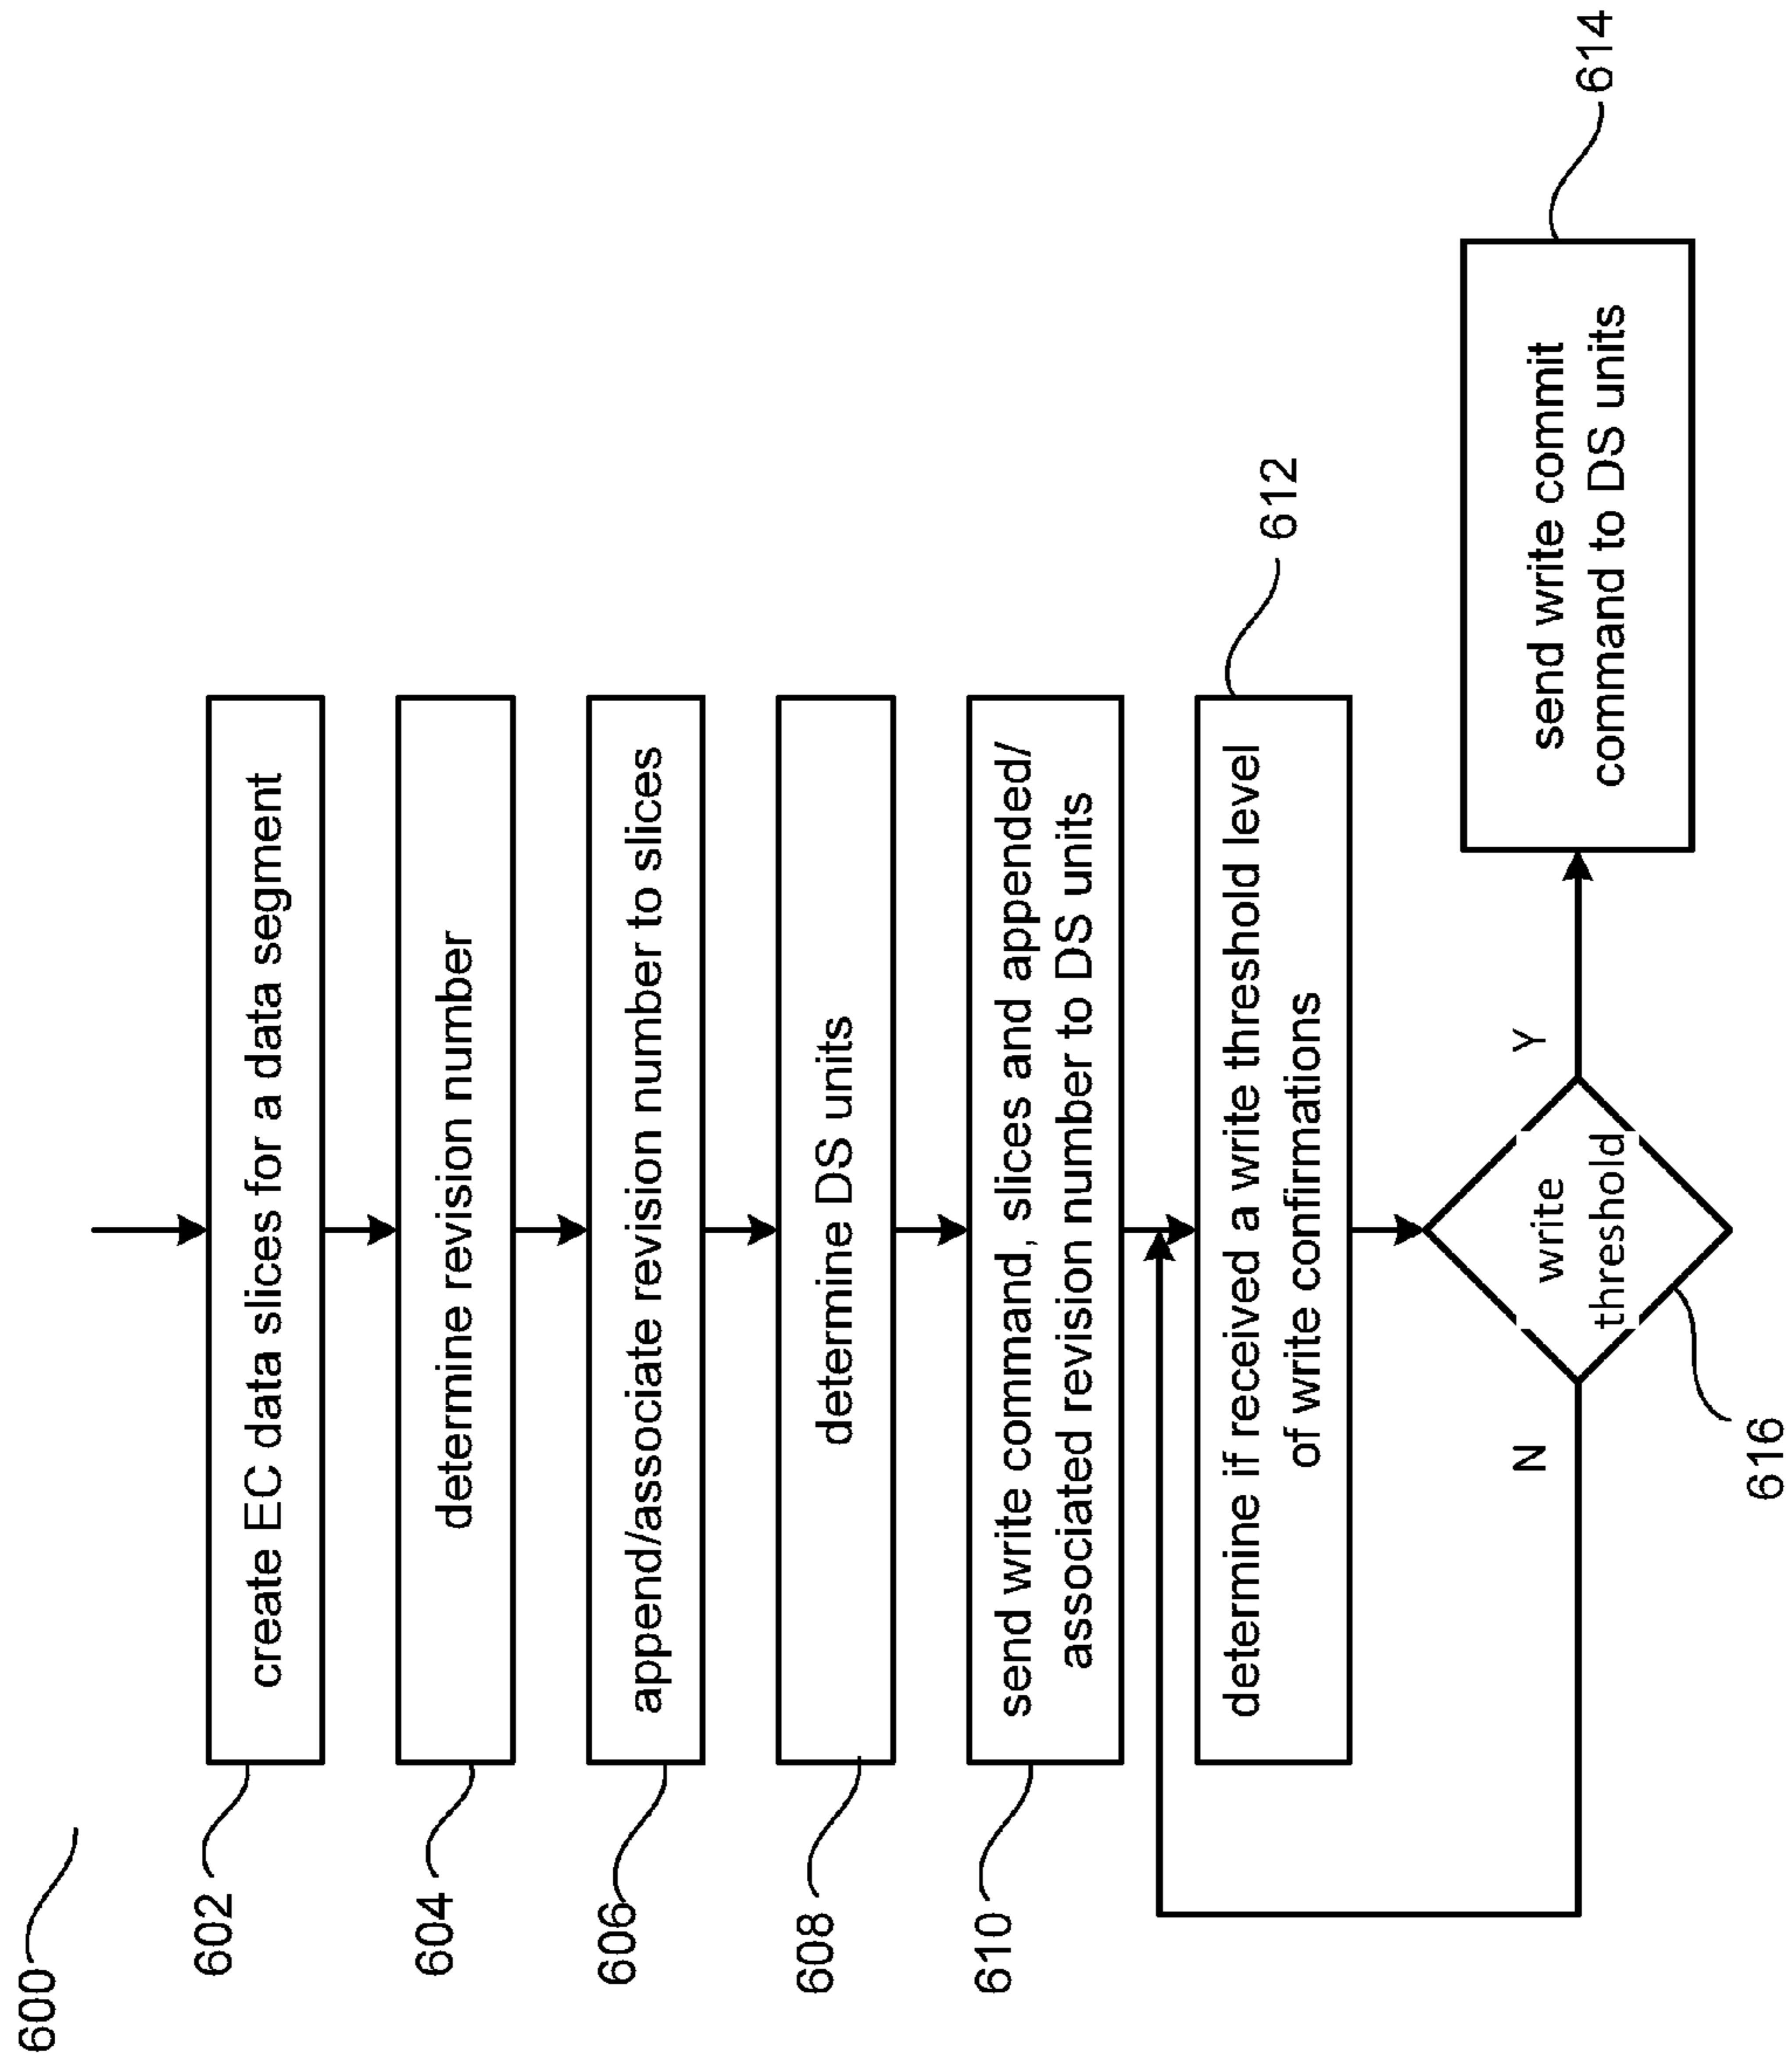 600
602
create EC data slices for a data segment
604
determine revision number
606
append/associate revision number to slices
608
determine DS units
610
send write command, slices and appended/
associated revision number to DS units
612
determine if received a write threshold level
of write confirmations
616
write
threshold
N
Y
614
send write commit
command to DS units